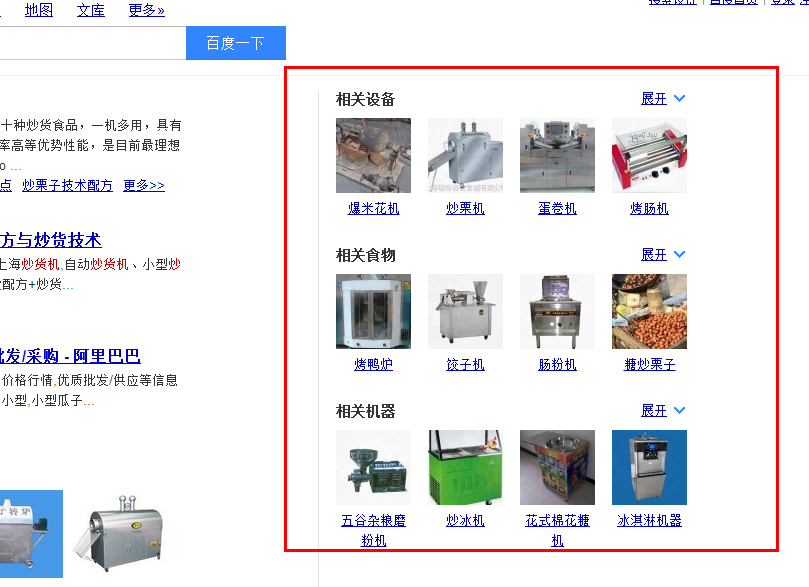 地图 文库 更多»
百度一下
十种炒货食品，一机多用，具有
率高等优势性能，是目前最理想
o ...
点 炒栗子技术配方 更多>>
方与炒货技术
上海炒货机,自动炒货机、小型炒
配方+炒货...
批发/采购 - 阿里巴巴
价格行情,优质批发/供应等信息
小型,小型瓜子...
相关设备 展开
爆米花机 炒栗机 蛋卷机 烤肠机
相关食物 展开
烤鸭炉 饺子机 肠粉机 糖炒栗子
相关机器 展开
五谷杂粮磨粉机 炒冰机 花式棉花糖机 冰淇淋机器